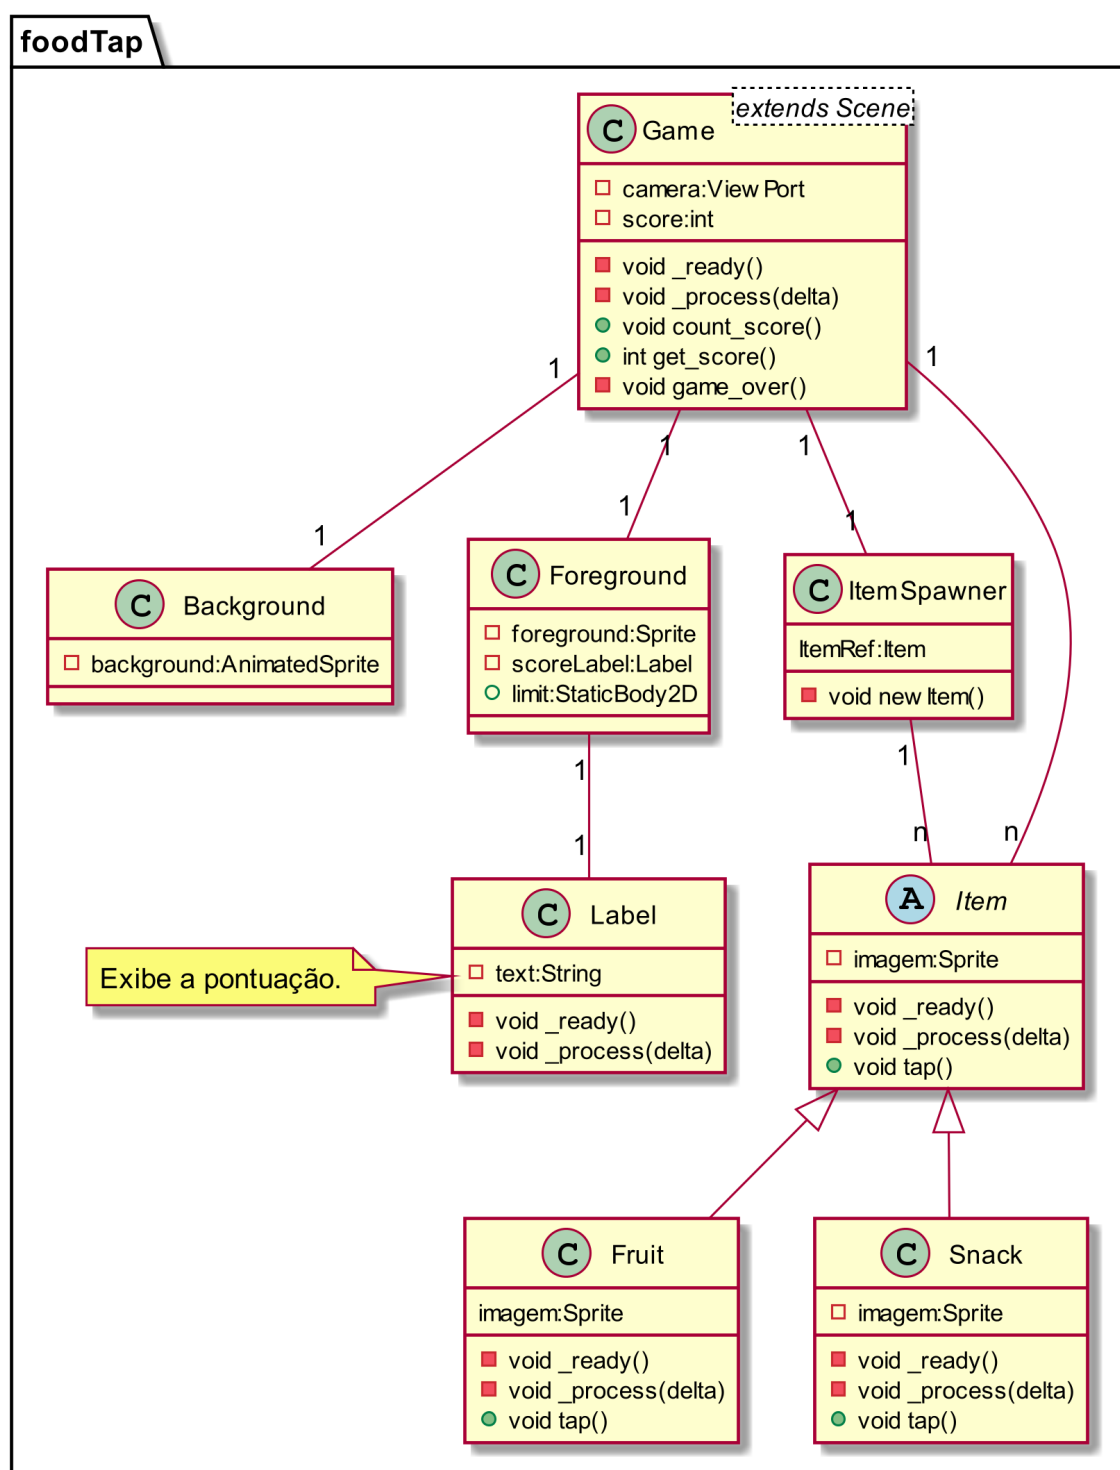 foodTap
extends Scene
C Game
camera:ViewPort
score:int
void _ready()
void _process(delta)
void count_score()
int get_score()
void game_over()
1
1
1
1
1
1
1
C Background
background:AnimatedSprite
C Foreground
foreground:Sprite
scoreLabel:Label
limit:StaticBody2D
C ItemSpawner
ItemRef:Item
void newItem()
1
1
1
n
n
C Label
text:String
void _ready()
void _process(delta)
Exibe a pontuação.
A Item
imagem:Sprite
void _ready()
void _process(delta)
void tap()
C Fruit
imagem:Sprite
void _ready()
void _process(delta)
void tap()
C Snack
imagem:Sprite
void _ready()
void _process(delta)
void tap()